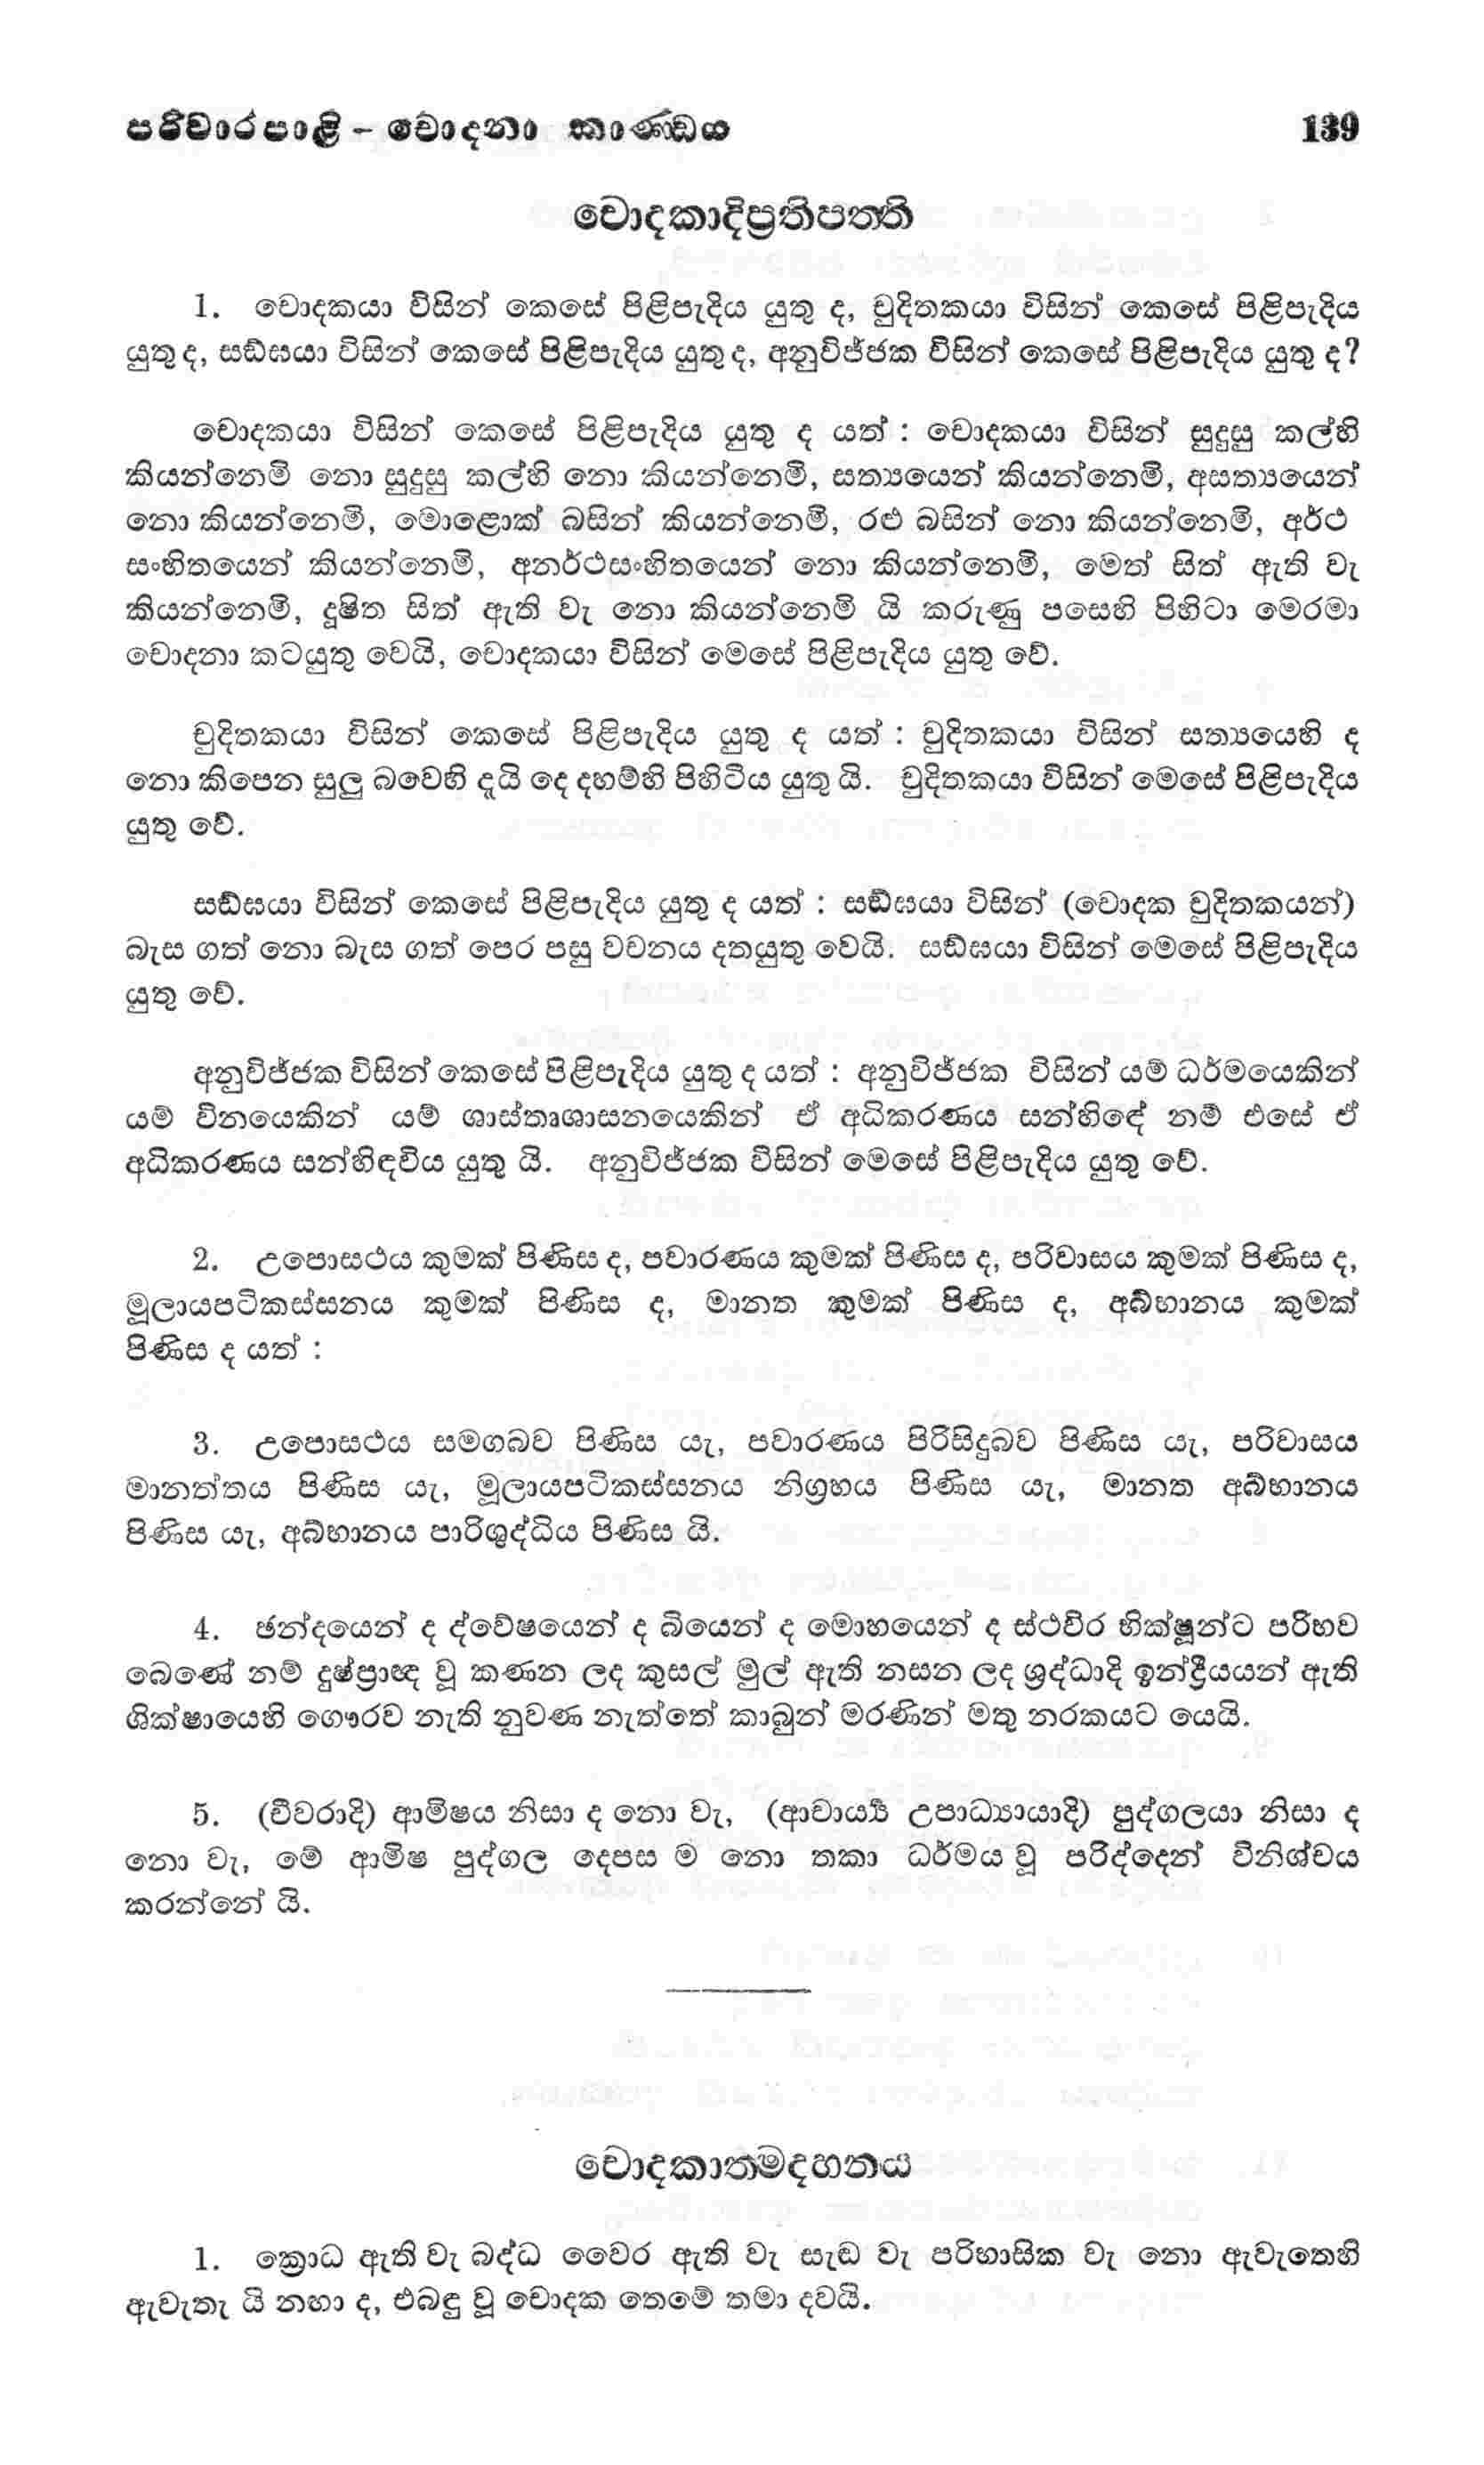 පරිවාරපාළි – චොදනා කාණ්ඩය 139
චොදකාදිප්‍රතිපත්ති
1. චොදකයා විසින් කෙසේ පිළිපැදිය යුතු ද, චුදිතකයා විසින් කෙසේ පිළිපැදිය
යුතු ද, සඬ්ඝයා විසින් කෙසේ පිළිපැදිය යුතු ද, අනුවිජ්ජක විසින් කෙසේ පිළිපැදිය යුතු ද?
චොදකයා විසින් කෙසේ පිළිපැදිය යුතු ද යත් : චොදකයා විසින් සුදුසු කල්හි
කියන්නෙමි නො සුදුසු කල්හි නො කියන්නෙමි, සත්‍යයෙන් කියන්නෙමි, අසත්‍යයෙන්
නො කියන්නෙමි, මොළොක් බසින් කියන්නෙමි, රළු බසින් නො කියන්නෙමි, අර්ථ
සංහිතයෙන් කියන්නෙමි, අනර්ථසංහිතයෙන් නො කියන්නෙමි, මෙත් සිත් ඇති වැ
කියන්නෙමි, දූෂිත සිත් ඇති වැ නො කියන්නෙමි යි කරුණු පසෙහි පිහිටා මෙරමා
චොදනා කටයුතු වෙයි, චොදකයා විසින් මෙසේ පිළිපැදිය යුතු වේ.
චුදිතකයා විසින් කෙසේ පිළිපැදිය යුතු ද යත් : චුදිතකයා විසින් සත්‍යයෙහි ද
නො කිපෙන සුලු බවෙහි දැයි දෙ දහම්හි පිහිටිය යුතු යි. චුදිතකයා විසින් මෙසේ පිළිපැදිය
යුතු වේ.
සඬ්ඝයා විසින් කෙසේ පිළිපැදිය යුතු ද යත් : සඬ්ඝයා විසින් (චොදක චුදිතකයන්)
බැස ගත් නො බැස ගත් පෙර පසු වචනය දතයුතු වෙයි. සඬ්ඝයා විසින් මෙසේ පිළිපැදිය
යුතු වේ.
අනුවිජ්ජක විසින් කෙසේ පිළිපැදිය යුතු ද යත් : අනුවිජ්ජක විසින් යම් ධර්මයෙකින්
යම් විනයෙකින් යම් ශාස්තෘශාසනයෙකින් ඒ අධිකරණය සන්හිඳේ නම් එසේ ඒ
අධිකරණය සන්හිඳවිය යුතු යි. අනුවිජ්ජක විසින් මෙසේ පිළිපැදිය යුතු වේ.
2. උපොසථය කුමක් පිණිස ද, පවාරණය කුමක් පිණිස ද, පරිවාසය කුමක් පිණිස ද,
මූලායපටිකස්සනය කුමක් පිණිස ද, මානත කුමක් පිණිස ද, අබ්භානය කුමක්
පිණිස ද යත් :
3. උපොසථය සමගබව පිණිස යැ, පවාරණය පිරිසිදුබව පිණිස යැ, පරිවාසය
මානත්තය පිණිස යැ, මූලායපටිකස්සනය නිග්‍රහය පිණිස යැ, මානත අබ්භානය
පිණිස යැ, අබ්භානය පාරිශුද්ධිය පිණිස යි.
4. ඡන්දයෙන් ද ද්වේෂයෙන් ද බියෙන් ද මොහයෙන් ද ස්ථවිර භික්ෂූන්ට පරිභව
බෙණේ නම් දුෂ්ප්‍රාඥ වූ කණන ලද කුසල් මුල් ඇති නසන ලද ශ්‍රද්ධාදි ඉන්ද්‍රියයන් ඇති
ශික්ෂායෙහි ගෞරව නැති නුවණ නැත්තේ කාබුන් මරණින් මතු නරකයට යෙයි.
5. (චීවරාදි) ආමිෂය නිසා ද නො වැ, (ආචාර්‍ය්‍ය උපාධ්‍යායාදි) පුද්ගලයා නිසා ද
නො වැ, මේ ආමිෂ පුද්ගල දෙපස ම නො තකා ධර්මය වූ පරිද්දෙන් විනිශ්චය
කරන්නේ යි.
චොදකාත්මදහනය
1. ක්‍රොධ ඇති වැ බද්ධ වෛර ඇති වැ සැඬ වැ පරිභාසික වැ නො ඇවැතෙහි
ඇවැතැ යි නඟා ද, එබඳු වූ චොදක තෙමේ තමා දවයි.